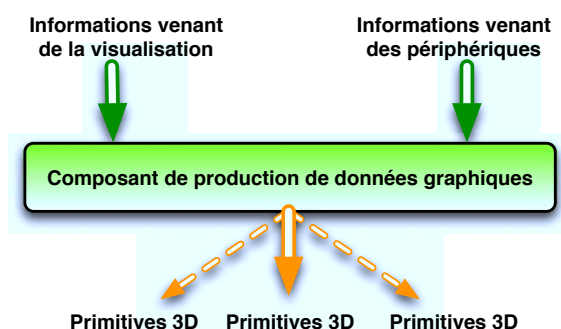 Informations venant
de la visualisation
Informations venant
des périphériques
Composant de production de données graphiques
Primitives 3D Primitives 3D Primitives 3D